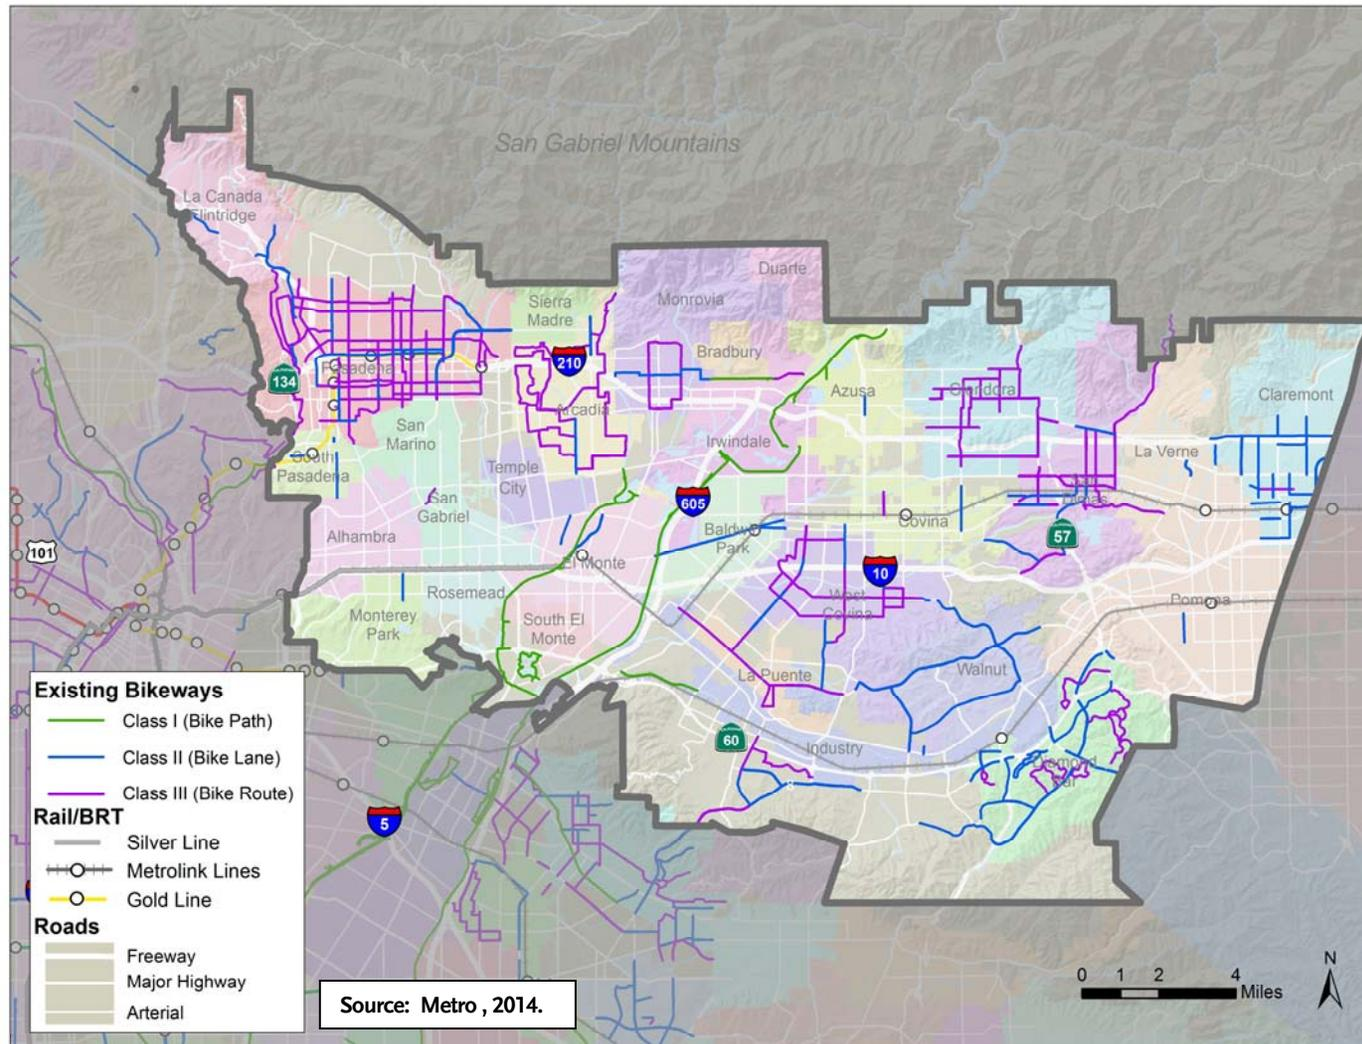 San Gabriel Mountains
La Canada
Flintridge
Duarte
Sierra
Madre
Monrovia
Bradbury
210
Pasadena
134
Azusa
Glendora
Claremont
Arcadia
San
Marino
Irwindale
La Verne
South
Pasadena
Temple
City
San
Gabriel
605
San
Dimas
Alhambra
Baldwin
Park
Covina
57
101
El Monte
10
Rosemead
West
Covina
Pomona
Monterey
Park
South El
Monte
La Puente
Walnut
60
Industry
Diamond
Bar
5
Existing Bikeways
Class I (Bike Path)
Class II (Bike Lane)
Class III (Bike Route)
Rail/BRT
Silver Line
Metrolink Lines
Gold Line
Roads
Freeway
Major Highway
Arterial
Source: Metro , 2014.
0 1 2 4
Miles
N